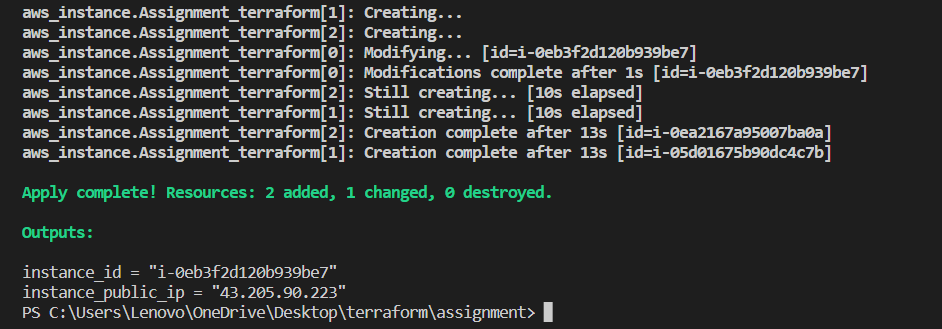 aws_instance.Assignment_terraform[1]: Creating...
aws_instance.Assignment_terraform[2]: Creating...
aws_instance.Assignment_terraform[0]: Modifying... [id=i-0eb3f2d120b939be7]
aws_instance.Assignment_terraform[0]: Modifications complete after 1s [id=i-0eb3f2d120b939be7]
aws_instance.Assignment_terraform[2]: Still creating... [10s elapsed]
aws_instance.Assignment_terraform[1]: Still creating... [10s elapsed]
aws_instance.Assignment_terraform[2]: Creation complete after 13s [id=i-0ea2167a95007ba0a]
aws_instance.Assignment_terraform[1]: Creation complete after 13s [id=i-05d01675b90dc4c7b]
Apply complete! Resources: 2 added, 1 changed, 0 destroyed.
Outputs:
instance_id = "i-0eb3f2d120b939be7"
instance_public_ip = "43.205.90.223"
PS C:\Users\Lenovo\OneDrive\Desktop\terraform\assignment>